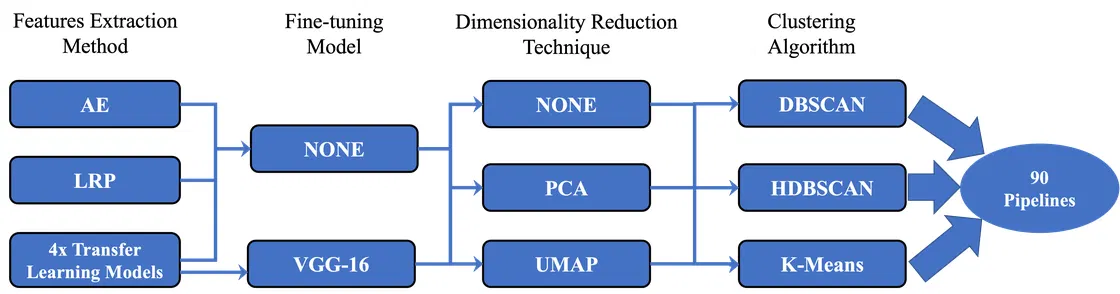 Features Extraction
Method
Fine-tuning
Model
Dimensionality Reduction
Technique
Clustering
Algorithm
AE
LRP
4x Transfer
Learning Models
NONE
VGG-16
NONE
PCA
UMAP
DBSCAN
HDBSCAN
K-Means
90
Pipelines